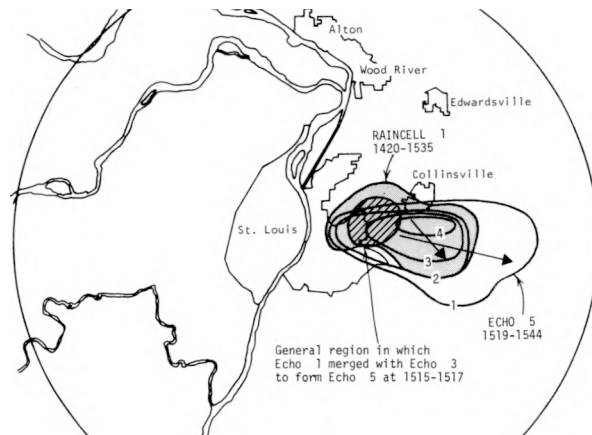 Alton
Wood River
Edwardsville
RAINCELL 1
1420-1535
Collinsville
St. Louis
4
3
2
1
ECHO 5
1519-1544
General region in which
Echo 1 merged with Echo 3
to form Echo 5 at 1515-1517